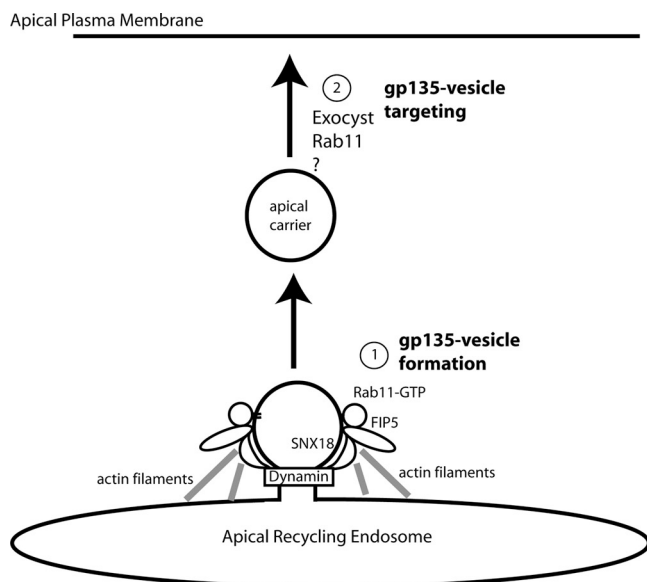 Apical Plasma Membrane
2
gp135-vesicle
targeting
Exocyst
Rab11
?
apical
carrier
1
gp135-vesicle
formation
Rab11-GTP
FIP5
SNX18
Dynamin
actin filaments
actin filaments
Apical Recycling Endosome